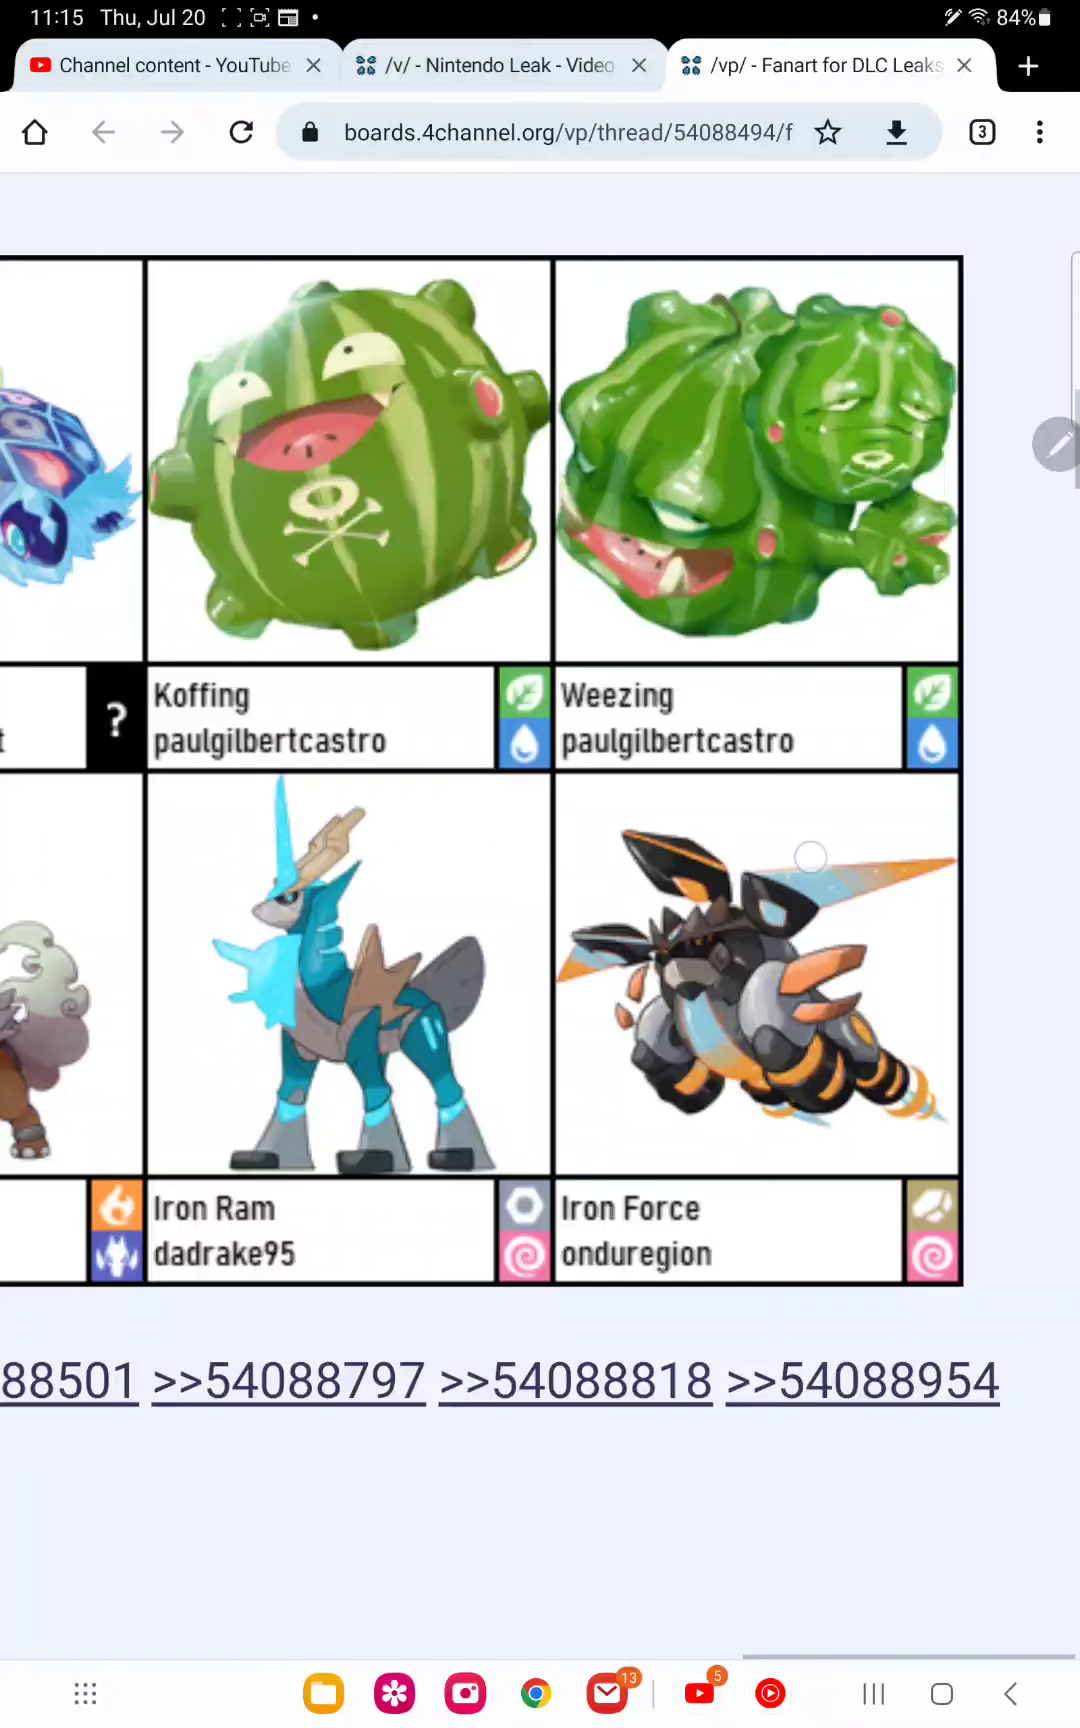 11:15 Thu, Jul 20 84%
Channel content - YouTube
/v/ - Nintendo Leak - Video
/vp/ - Fanart for DLC Leaks
boards.4channel.org/vp/thread/54088494/f
3
t
?
Koffing
paulgilbertcastro
Weezing
paulgilbertcastro
Iron Ram
dadrake95
Iron Force
onduregion
88501 >>54088797 >>54088818 >>54088954
13
5